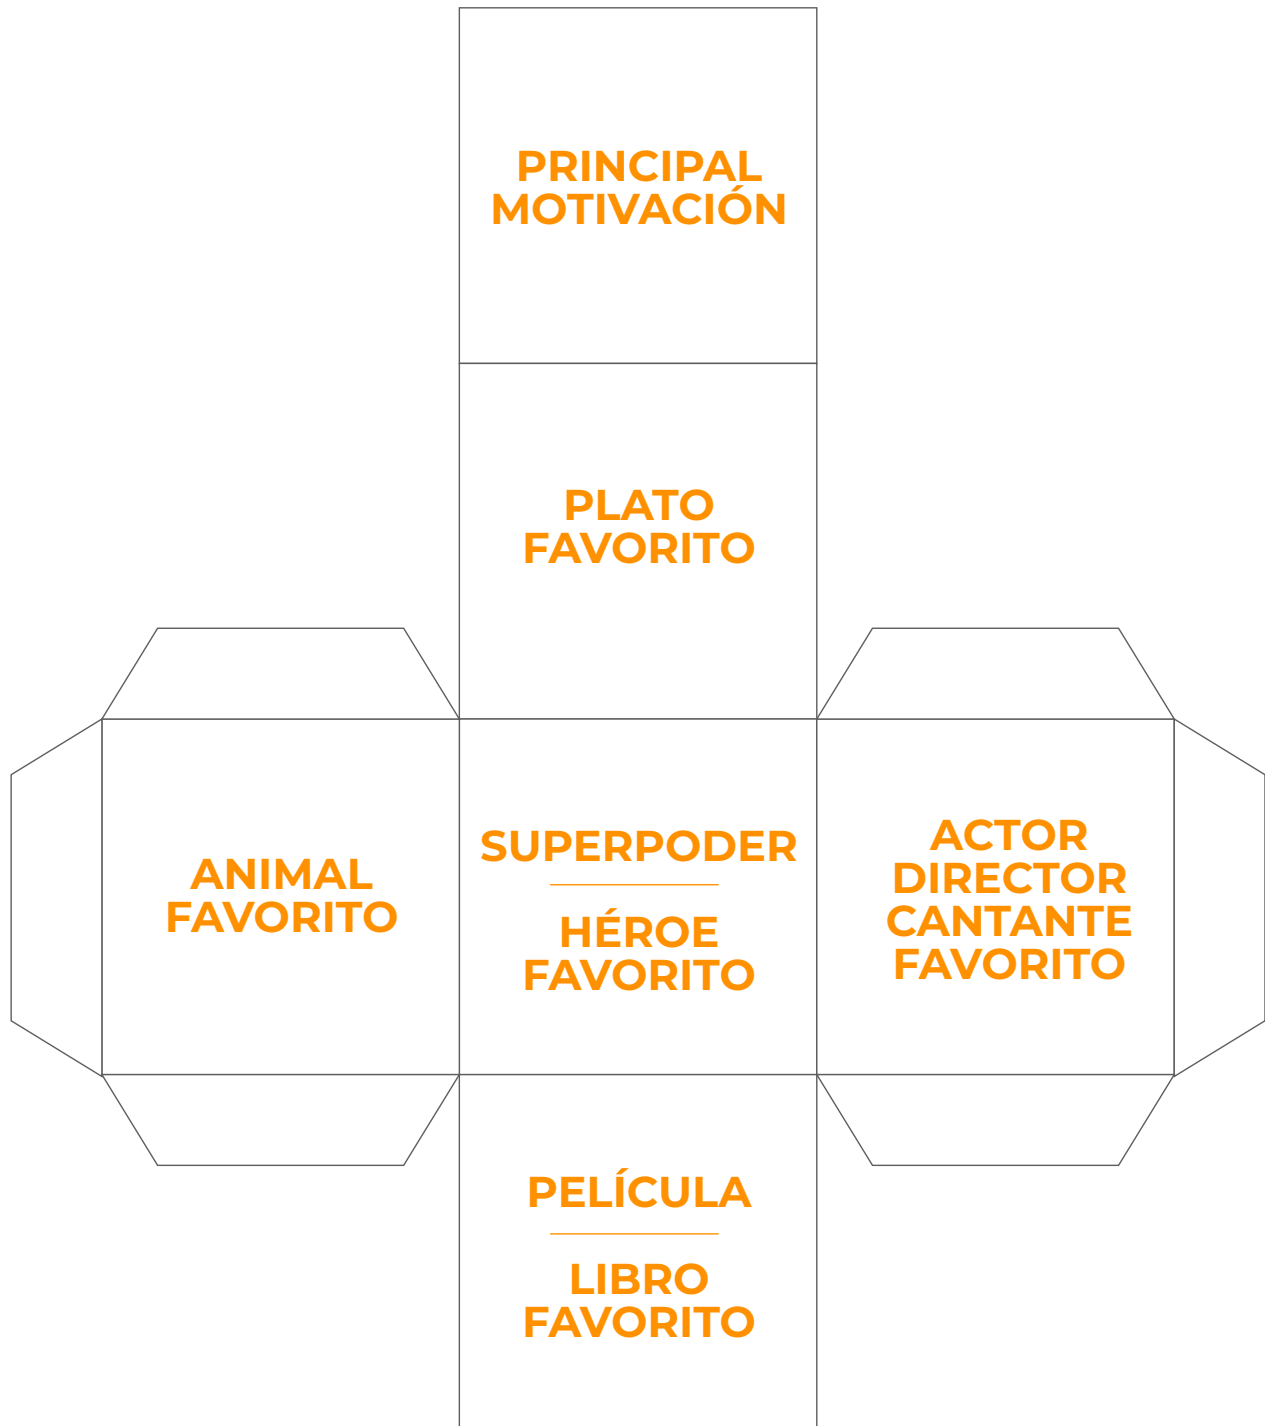 PRINCIPAL
MOTIVACIÓN
PLATO
FAVORITO
ANIMAL
FAVORITO
SUPERPODER
HÉROE
FAVORITO
ACTOR
DIRECTOR
CANTANTE
FAVORITO
PELÍCULA
LIBRO
FAVORITO